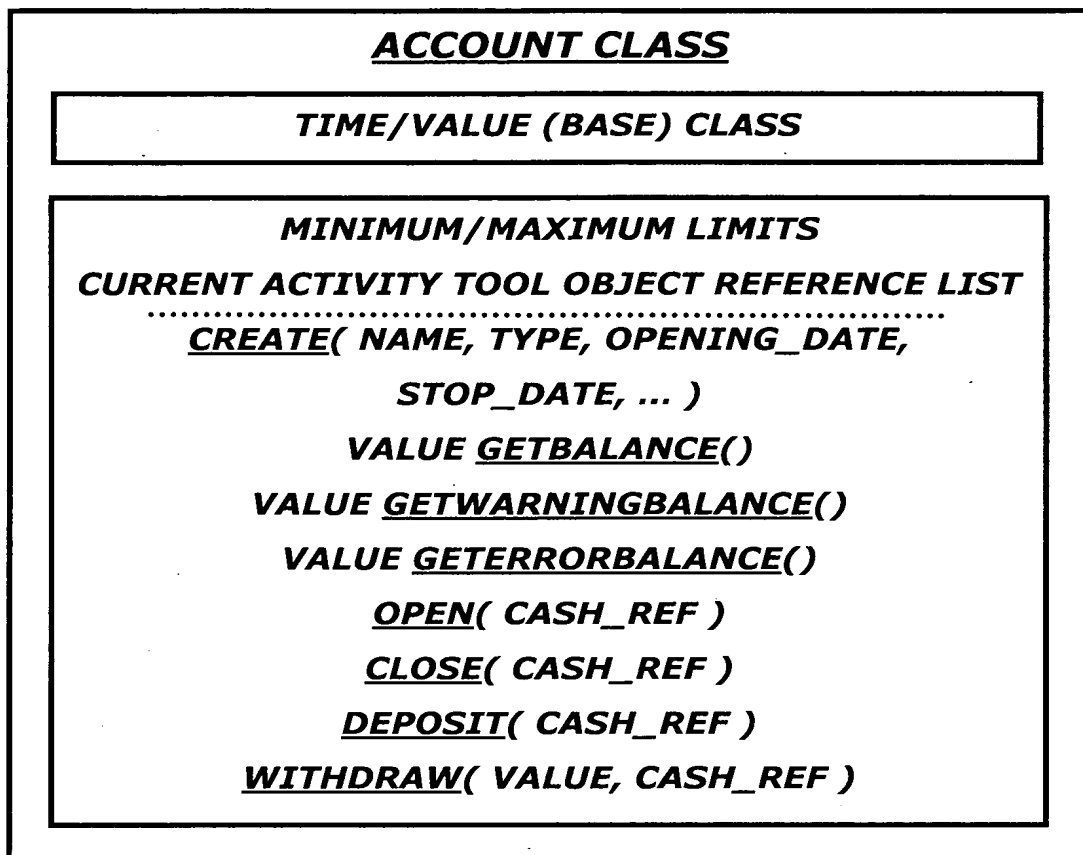 ACCOUNT CLASS
TIME/VALUE (BASE) CLASS
MINIMUM/MAXIMUM LIMITS
CURRENT ACTIVITY TOOL OBJECT REFERENCE LIST
CREATE( NAME, TYPE, OPENING_DATE,
STOP_DATE, ... )
VALUE GETBALANCE()
VALUE GETWARNINGBALANCE()
VALUE GETERRORBALANCE()
OPEN( CASH_REF )
CLOSE( CASH_REF )
DEPOSIT( CASH_REF )
WITHDRAW( VALUE, CASH_REF )